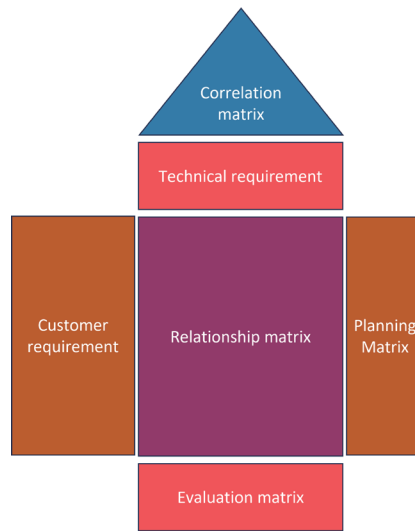 Correlation
matrix
Technical requirement
Customer
requirement
Relationship matrix
Planning
Matrix
Evaluation matrix